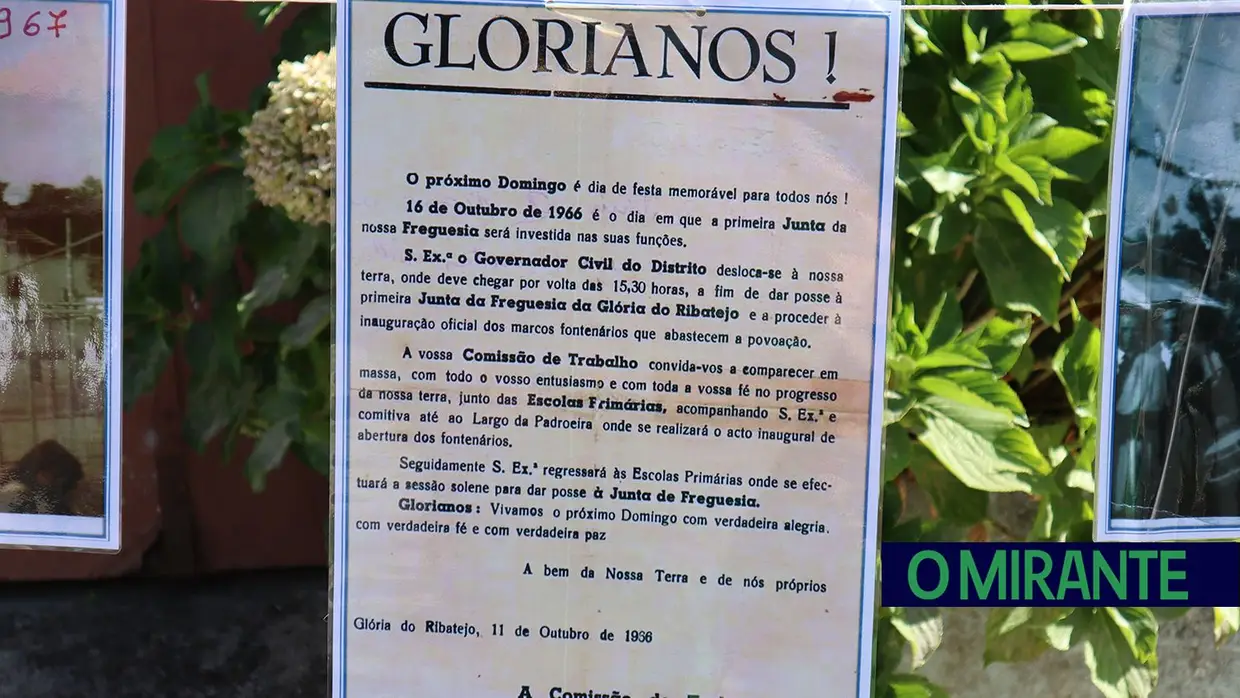 967
GLORIANOS !
O próximo Domingo é dia de festa memorável para todos nós !
16 de Outubro de 1966 é o dia em que a primeira Junta da
nossa Freguesia será investida nas suas funções.
S. Ex.ª o Governador Civil do Distrito desloca-se à nossa
terra, onde deve chegar por volta das 15,30 horas, a fim de dar posse à
primeira Junta da Freguesia da Glória do Ribatejo e a proceder à
inauguração oficial dos marcos fontenários que abastecem a povoação.
A vossa Comissão de Trabalho convida-vos a comparecer em
massa, com todo o vosso entusiasmo e com toda a vossa fé no progresso
da nossa terra, junto das Escolas Frimárias, acompanhando S. Ex.ª e
comitiva até ao Largo da Padroeira onde se realizará o acto inaugural de
abertura dos fontenários.
Seguidamente S. Ex.ª regressará às Escolas Primárias onde se efec-
tuará a sessão solene para dar posse à Junta de Freguesia.
Glorianos : Vivamos o próximo Domingo com verdadeira alegria.
com verdadeira fé e com verdadeira paz
A bem da Nossa Terra e de nós próprios
Glória do Ribatejo, 11 de Outubro de 1966
A Comissão de
O MIRANTE